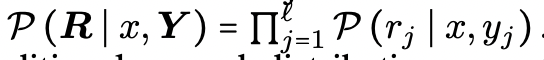 𝒫 (𝑹 | x, 𝒀) = ∏_{j=1}^{ℓ} 𝒫 (r_j | x, y_j).